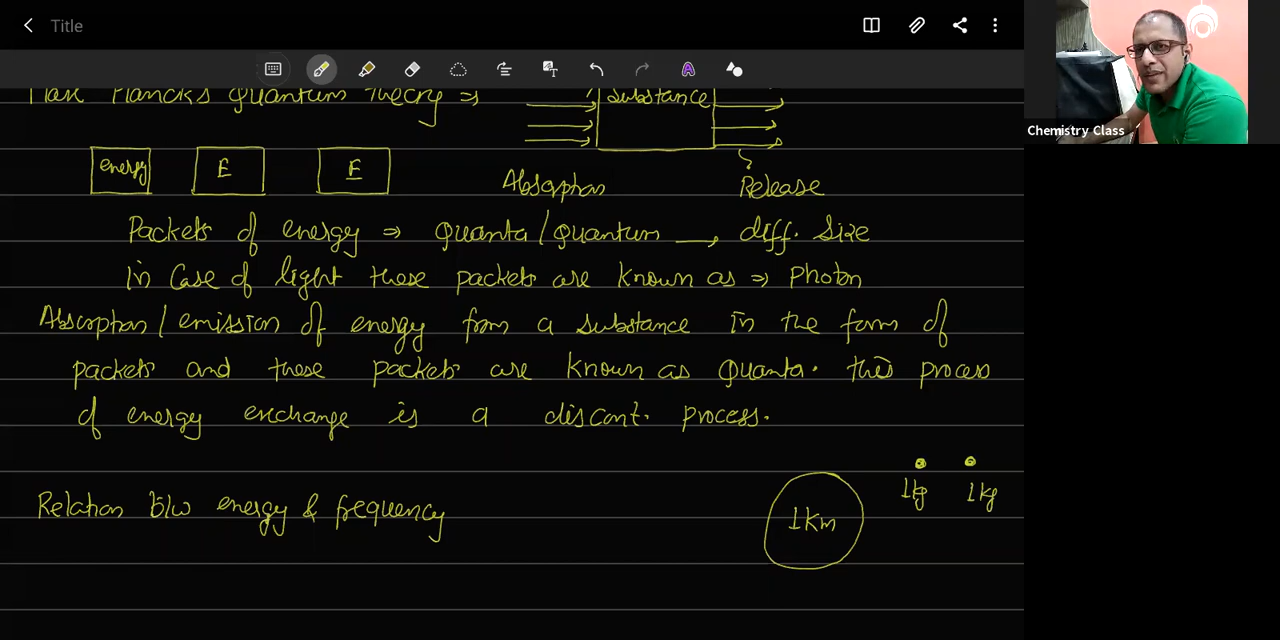 Title
Max Planck's Quantum Theory ⇒ Substance
energy E E
Absorption Release
Packets of energy ⇒ Quanta/Quantum → diff. Size
in Case of light these packets are known as ⇒ Photon
Absorption / emission of energy from a substance in the form of
packets and these packets are known as Quanta. This process
of energy exchange is a discont. process.
Relation b/w energy & frequency
1 Km
1kg 1kg
Chemistry Class